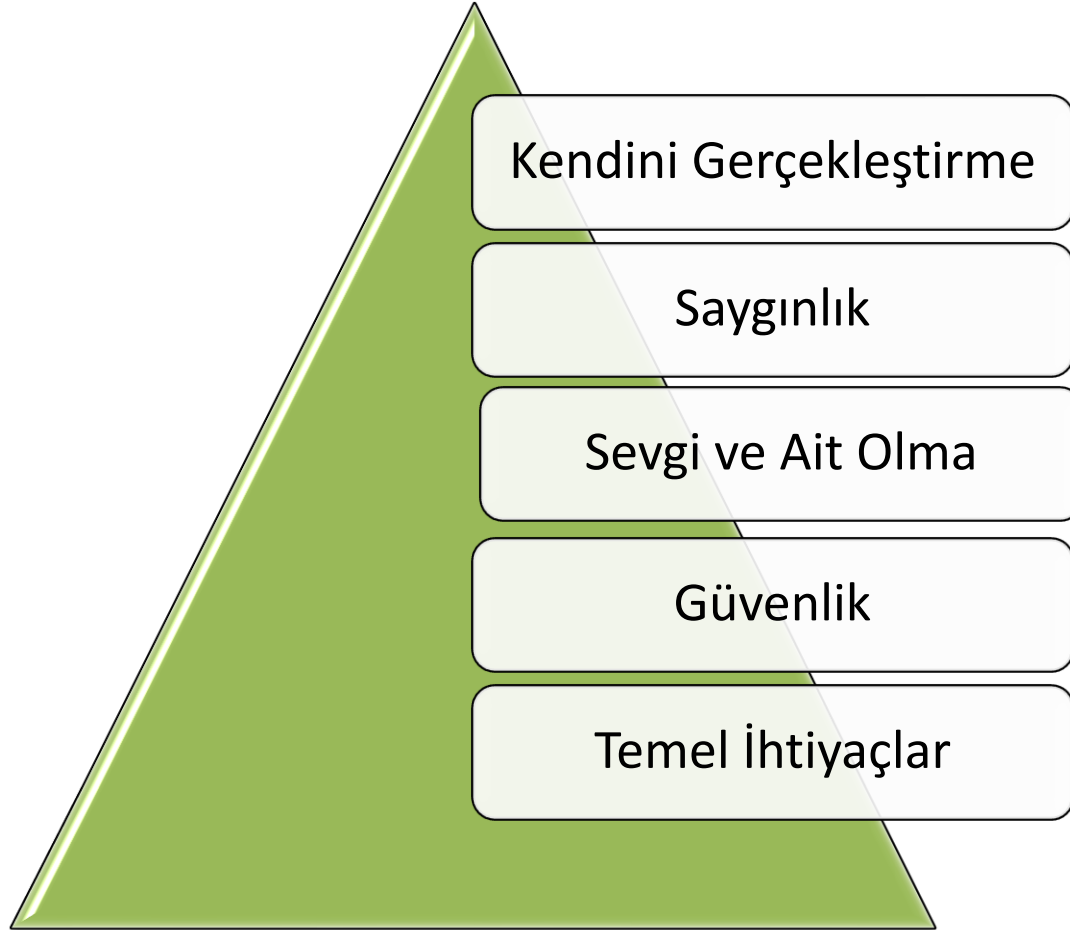 Kendini Gerçekleştirme
Saygınlık
Sevgi ve Ait Olma
Güvenlik
Temel İhtiyaçlar